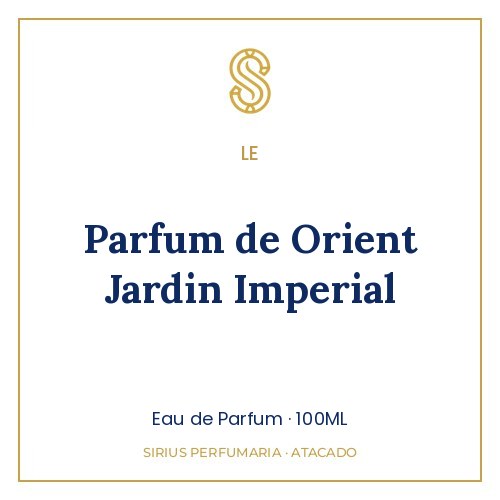 S
LE
Parfum de Orient
Jardin Imperial
Eau de Parfum · 100ML
SIRIUS PERFUMARIA · ATACADO